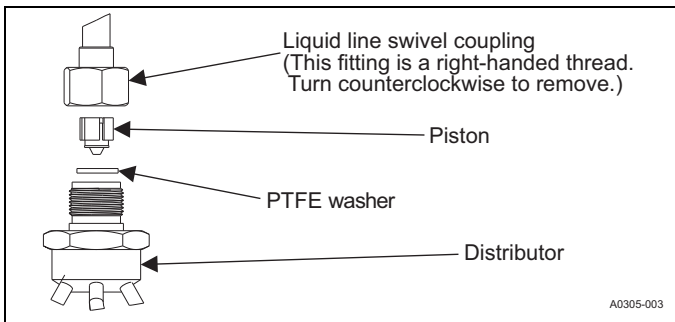 Liquid line swivel coupling
(This fitting is a right-handed thread.
Turn counterclockwise to remove.)
Piston
PTFE washer
Distributor
A0305-003